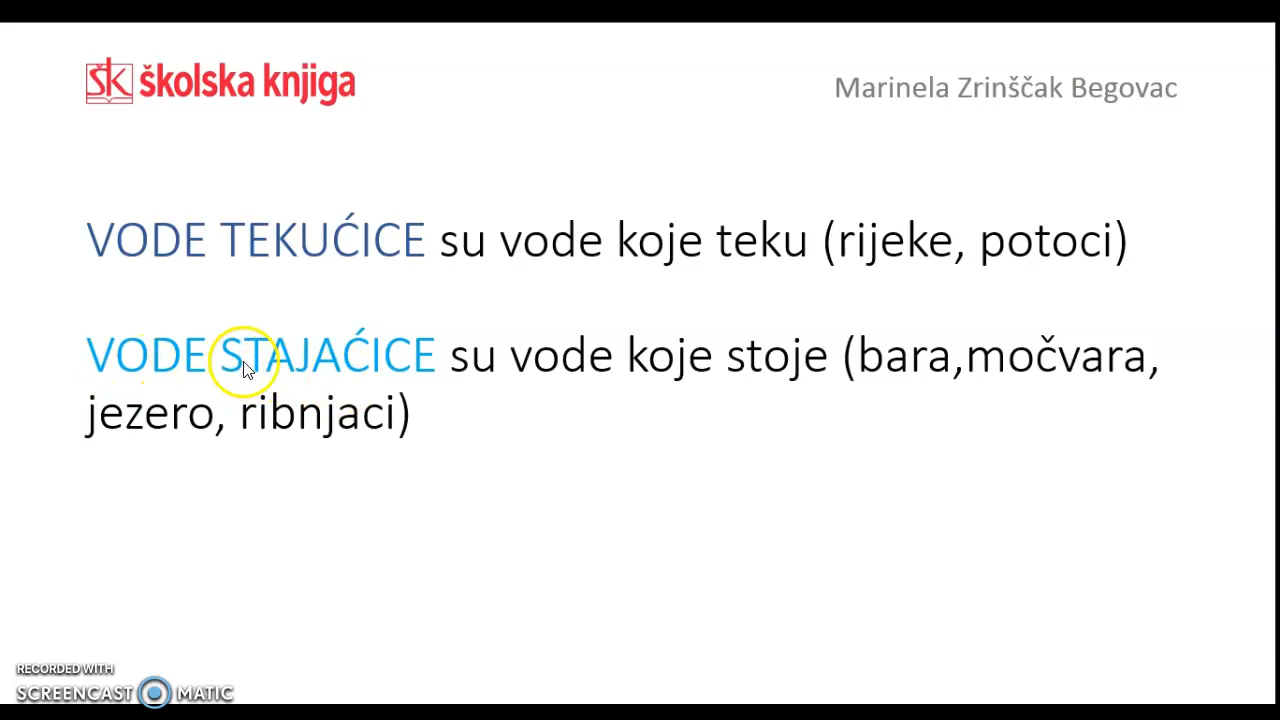 ŠK školska knjiga
Marinela Zrinščak Begovac
VODE TEKUĆICE su vode koje teku (rijeke, potoci)
VODE STAJAĆICE su vode koje stoje (bara,močvara,
jezero, ribnjaci)
RECORDED WITH
SCREENCAST MATIC